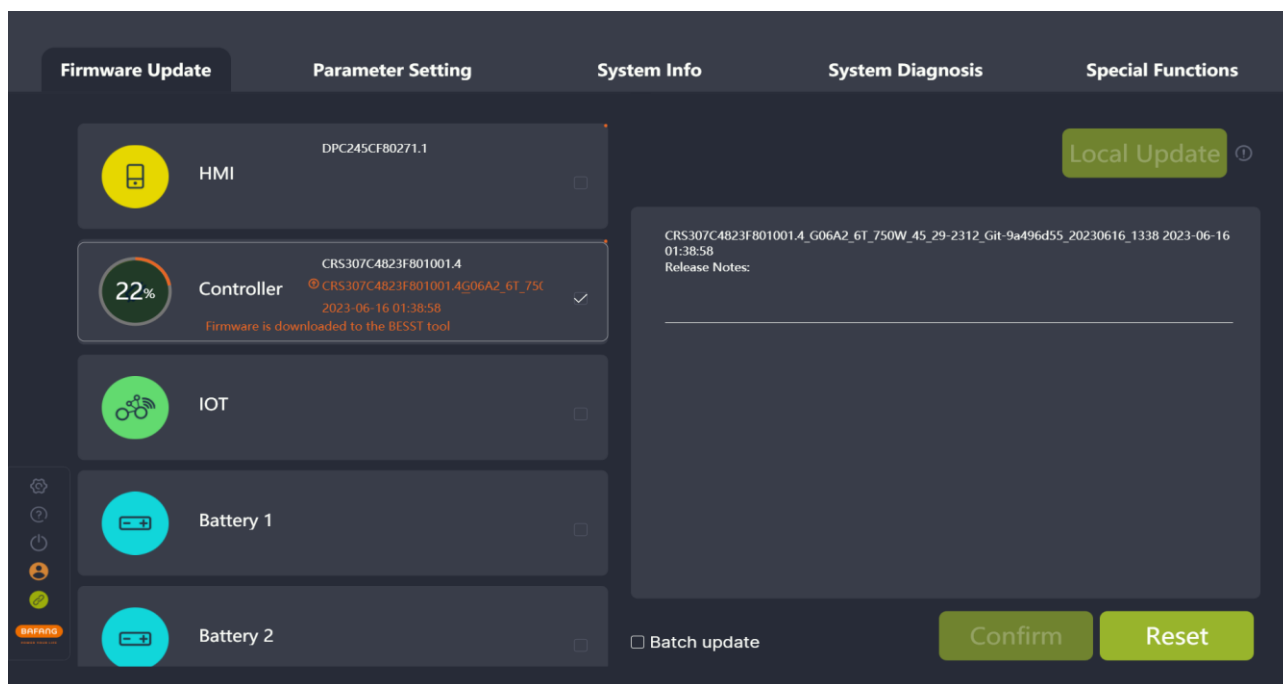 Firmware Update
Parameter Setting
System Info
System Diagnosis
Special Functions
HMI
DPC245CF80271.1
Local Update
22%
Controller
CRS307C4823F801001.4
CRS307C4823F801001.4G06A2_6T_75(
2023-06-16 01:38:58
Firmware is downloaded to the BESST tool
CRS307C4823F801001.4_G06A2_6T_750W_45_29-2312_Git-9a496d55_20230616_1338 2023-06-16
01:38:58
Release Notes:
IOT
Battery 1
Battery 2
BAFANG
Batch update
Confirm
Reset